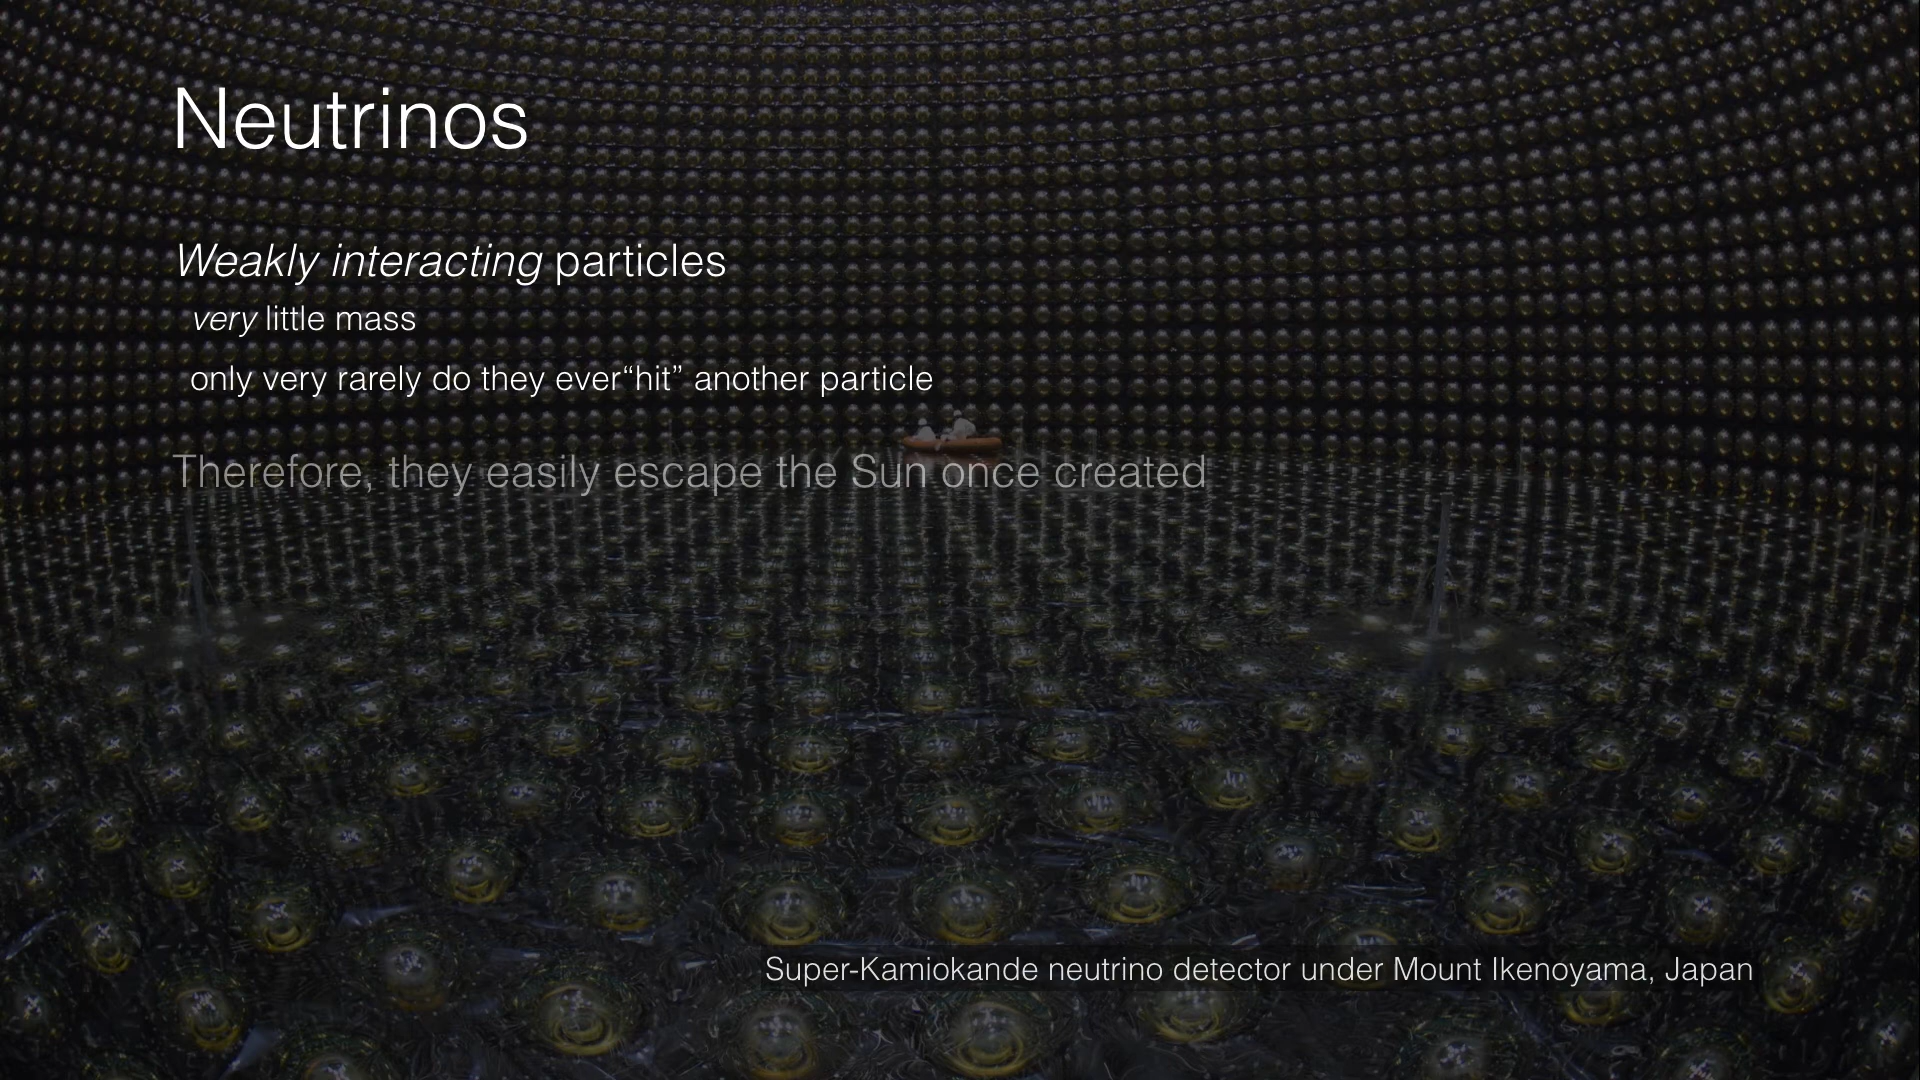 Neutrinos
Weakly interacting particles
very little mass
only very rarely do they ever“hit” another particle
Therefore, they easily escape the Sun once created
Super-Kamiokande neutrino detector under Mount Ikenoyama, Japan